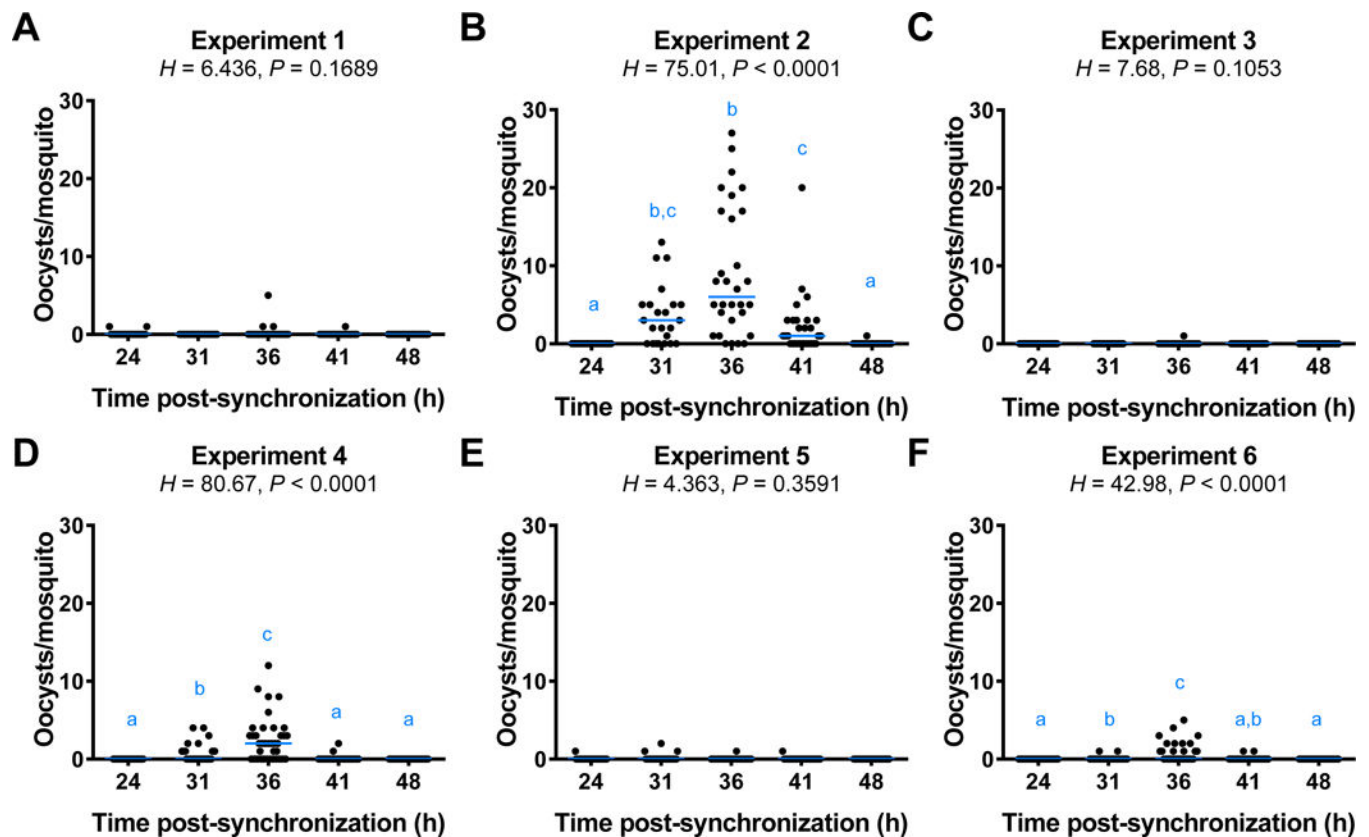 A
Experiment 1
H = 6.436, P = 0.1689
Oocysts/mosquito
30
20
10
0
24 31 36 41 48
Time post-synchronization (h)
B
Experiment 2
H = 75.01, P < 0.0001
Oocysts/mosquito
30
20
10
0
a
b,c
b
c
a
24 31 36 41 48
Time post-synchronization (h)
C
Experiment 3
H = 7.68, P = 0.1053
Oocysts/mosquito
30
20
10
0
24 31 36 41 48
Time post-synchronization (h)
D
Experiment 4
H = 80.67, P < 0.0001
Oocysts/mosquito
30
20
10
0
a
b
c
a
a
24 31 36 41 48
Time post-synchronization (h)
E
Experiment 5
H = 4.363, P = 0.3591
Oocysts/mosquito
30
20
10
0
24 31 36 41 48
Time post-synchronization (h)
F
Experiment 6
H = 42.98, P < 0.0001
Oocysts/mosquito
30
20
10
0
a
b
c
a,b
a
24 31 36 41 48
Time post-synchronization (h)